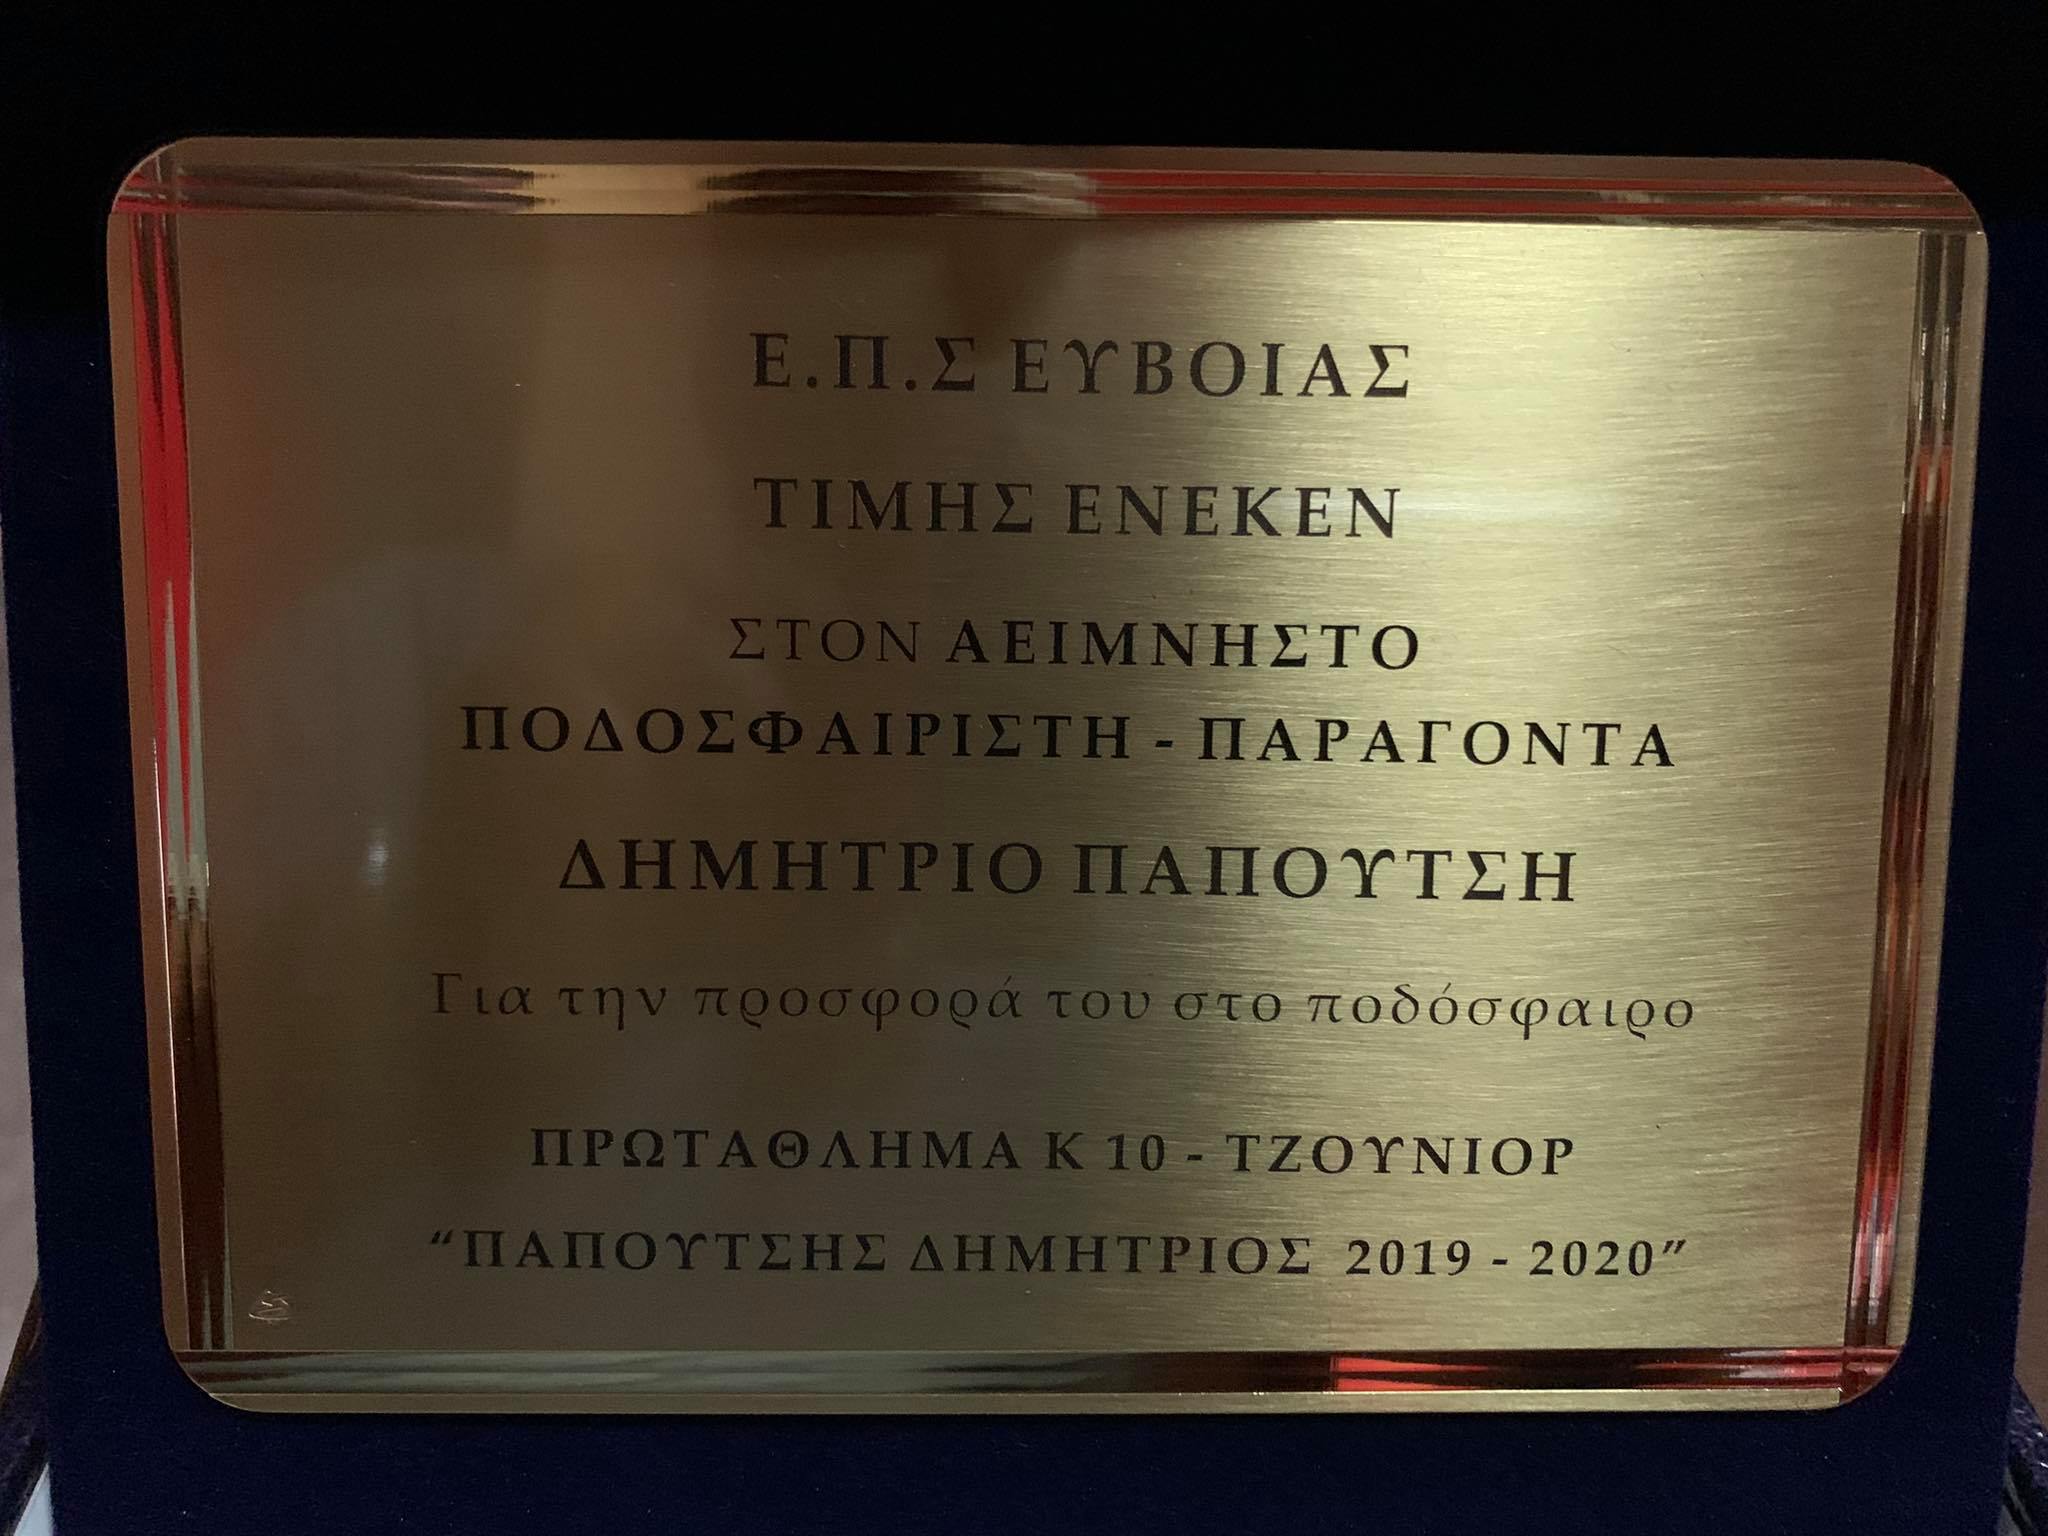 Ε.Π.Σ ΕΥΒΟΙΑΣ
ΤΙΜΗΣ ΕΝΕΚΕΝ
ΣΤΟΝ ΑΕΙΜΝΗΣΤΟ
ΠΟΔΟΣΦΑΙΡΙΣΤΗ - ΠΑΡΑΓΟΝΤΑ
ΔΗΜΗΤΡΙΟ ΠΑΠΟΥΤΣΗ
Για την προσφορά του στο ποδόσφαιρο
ΠΡΩΤΑΘΛΗΜΑ Κ 10 - ΤΖΟΥΝΙΟΡ
“ΠΑΠΟΥΤΣΗΣ ΔΗΜΗΤΡΙΟΣ 2019 - 2020”